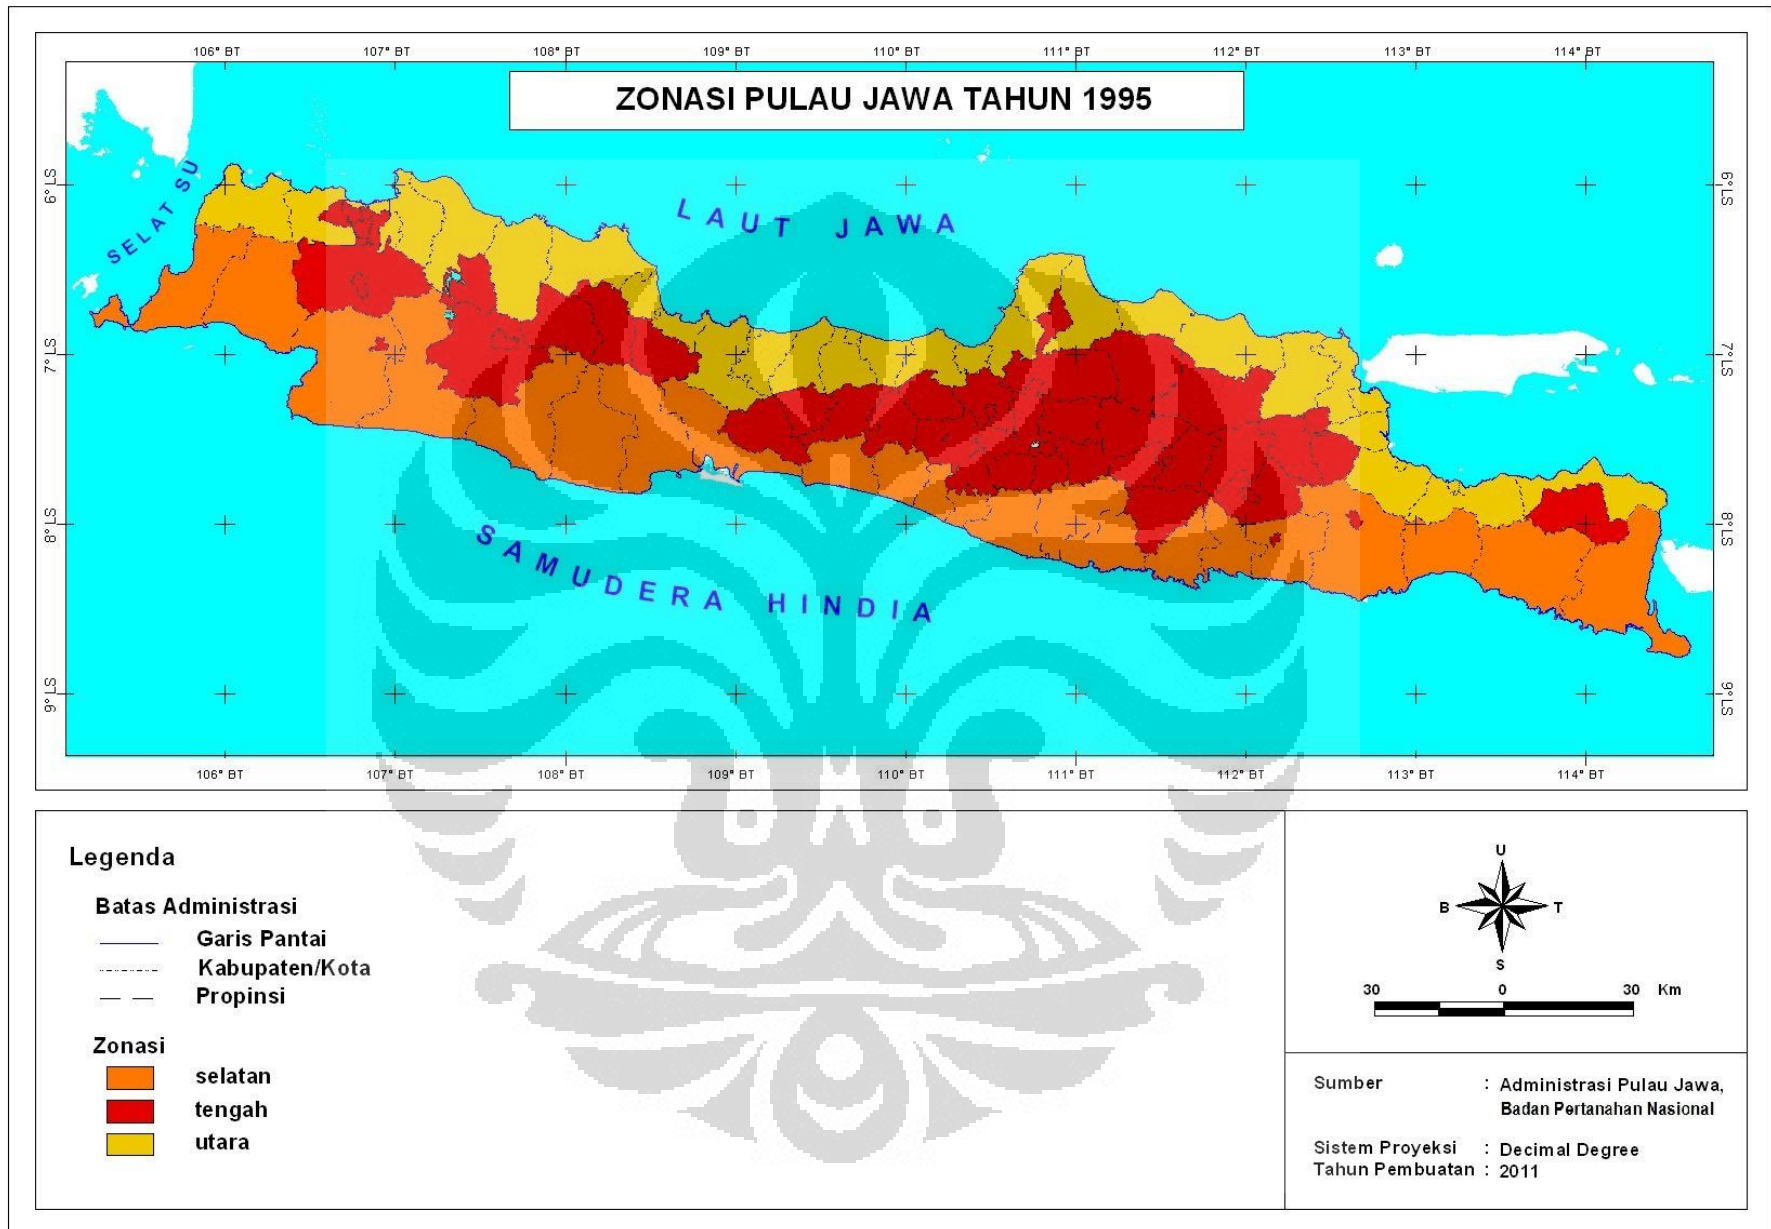 106° BT 107° BT 108° BT 109° BT 110° BT 111° BT 112° BT 113° BT 114° BT
ZONASI PULAU JAWA TAHUN 1995
6° LS
6° LS
SELAT SU
LAUT JAWA
7° LS
7° LS
8° LS
8° LS
SAMUDERA HINDIA
9° LS
9° LS
106° BT 107° BT 108° BT 109° BT 110° BT 111° BT 112° BT 113° BT 114° BT
Legenda
Batas Administrasi
Garis Pantai
Kabupaten/Kota
Propinsi
Zonasi
selatan
tengah
utara
U
B T
S
30 0 30 Km
Sumber : Administrasi Pulau Jawa,
Badan Pertanahan Nasional
Sistem Proyeksi : Decimal Degree
Tahun Pembuatan : 2011